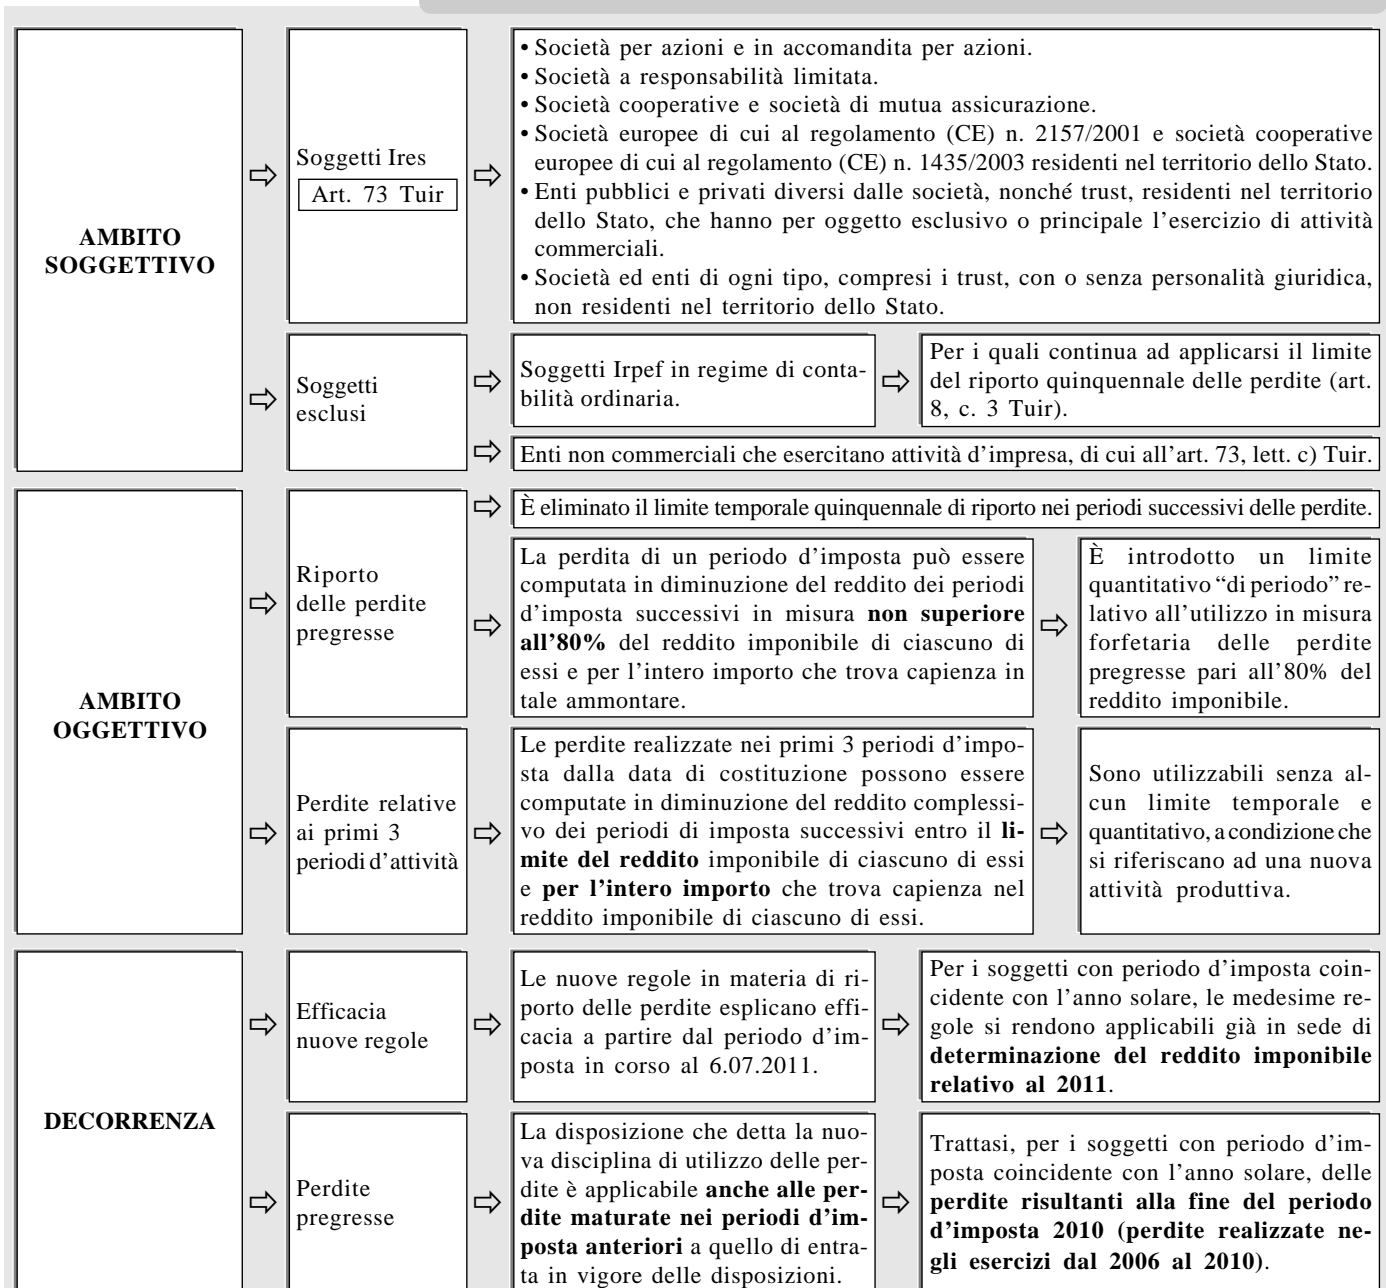 AMBITO
SOGGETTIVO
Soggetti Ires
Art. 73 Tuir
• Società per azioni e in accomandita per azioni.
• Società a responsabilità limitata.
• Società cooperative e società di mutua assicurazione.
• Società europee di cui al regolamento (CE) n. 2157/2001 e società cooperative
europee di cui al regolamento (CE) n. 1435/2003 residenti nel territorio dello Stato.
• Enti pubblici e privati diversi dalle società, nonché trust, residenti nel territorio
dello Stato, che hanno per oggetto esclusivo o principale l'esercizio di attività
commerciali.
• Società ed enti di ogni tipo, compresi i trust, con o senza personalità giuridica,
non residenti nel territorio dello Stato.
Soggetti
esclusi
Soggetti Irpef in regime di conta-
bilità ordinaria.
Per i quali continua ad applicarsi il limite
del riporto quinquennale delle perdite (art.
8, c. 3 Tuir).
Enti non commerciali che esercitano attività d'impresa, di cui all'art. 73, lett. c) Tuir.
AMBITO
OGGETTIVO
Riporto
delle perdite
pregresse
È eliminato il limite temporale quinquennale di riporto nei periodi successivi delle perdite.
La perdita di un periodo d'imposta può essere
computata in diminuzione del reddito dei periodi
d'imposta successivi in misura non superiore
all'80% del reddito imponibile di ciascuno di
essi e per l'intero importo che trova capienza in
tale ammontare.
È introdotto un limite
quantitativo “di periodo” re-
lativo all'utilizzo in misura
forfetaria delle perdite
pregresse pari all'80% del
reddito imponibile.
Perdite relative
ai primi 3
periodi d'attività
Le perdite realizzate nei primi 3 periodi d'impo-
sta dalla data di costituzione possono essere
computate in diminuzione del reddito complessi-
vo dei periodi di imposta successivi entro il li-
mite del reddito imponibile di ciascuno di essi
e per l'intero importo che trova capienza nel
reddito imponibile di ciascuno di essi.
Sono utilizzabili senza al-
cun limite temporale e
quantitativo, a condizione che
si riferiscano ad una nuova
attività produttiva.
DECORRENZA
Efficacia
nuove regole
Le nuove regole in materia di ri-
porto delle perdite esplicano effi-
cacia a partire dal periodo d'im-
posta in corso al 6.07.2011.
Per i soggetti con periodo d'imposta coin-
cidente con l'anno solare, le medesime re-
gole si rendono applicabili già in sede di
determinazione del reddito imponibile
relativo al 2011.
Perdite
pregresse
La disposizione che detta la nuo-
va disciplina di utilizzo delle per-
dite è applicabile anche alle per-
dite maturate nei periodi d'im-
posta anteriori a quello di entra-
ta in vigore delle disposizioni.
Trattasi, per i soggetti con periodo d'im-
posta coincidente con l'anno solare, delle
perdite risultanti alla fine del periodo
d'imposta 2010 (perdite realizzate ne-
gli esercizi dal 2006 al 2010).